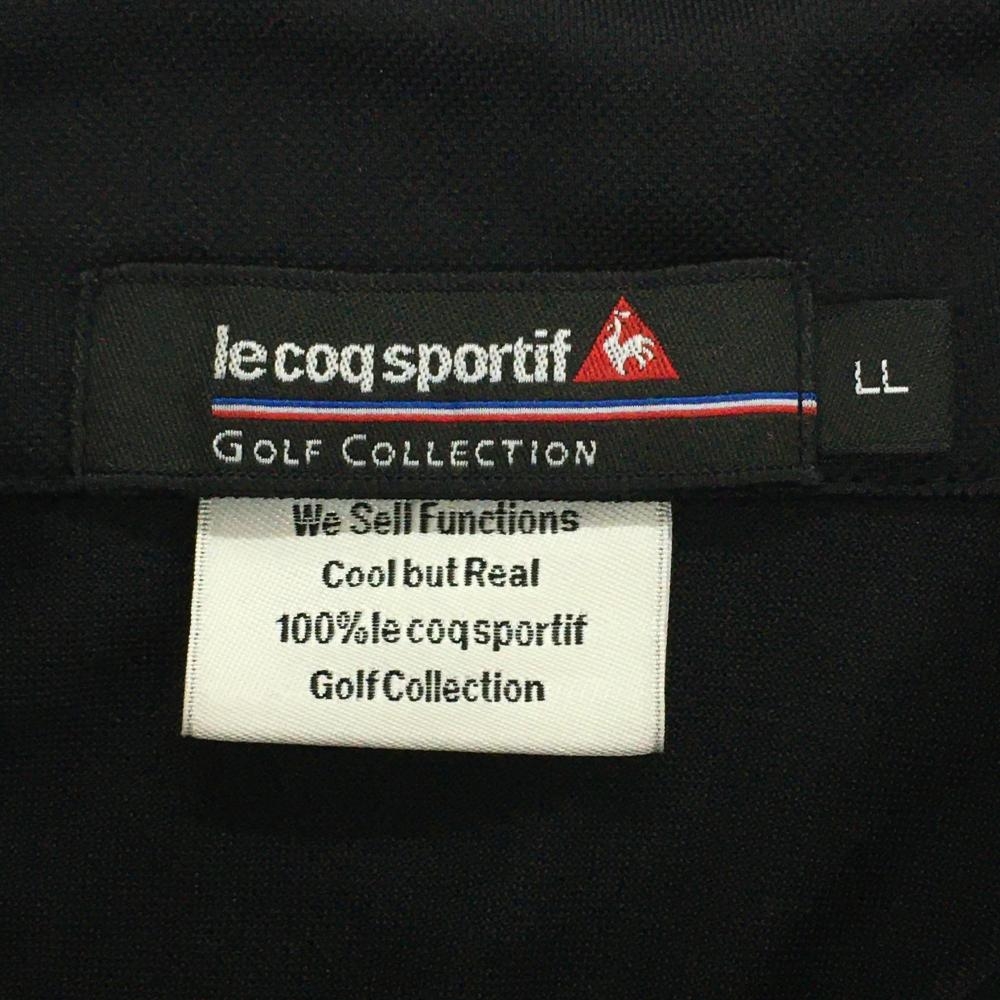 le coq sportif
GOLF COLLECTION
LL
We Sell Functions
Cool but Real
100% le coq sportif
Golf Collection